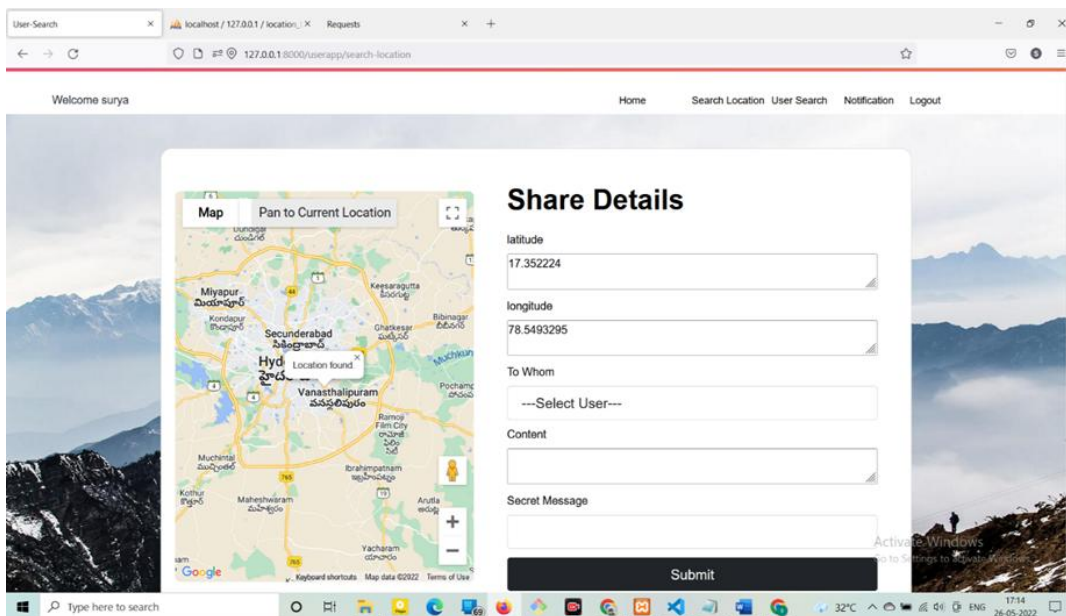 User-Search
localhost / 127.0.0.1 / location_
Requests
127.0.0.1:8000/userapp/search-location
Welcome surya
Home Search Location User Search Notification Logout
Map Pan to Current Location
Share Details
latitude
17.352224
longitude
78.5493295
To Whom
---Select User---
Content
Secret Message
Submit
Miyapur
మియాపూర్
Kondapur
Keesaragutta
Bibinagar
Secunderabad
సికింద్రాబాద్
Ghatkesar
Location found.
Vanasthalipuram
వనస్థలిపురం
Ramoji
Film City
రామోజీ
ఫిల్మ్
సిటీ
Muchintal
Ibrahimpatnam
Kothur
Maheshwaram
Arutla
Yacharam
యాచారం
Google
Keyboard shortcuts Map data ©2022 Terms of Use
Activate Windows
Go to Settings to activate Windows.
Type here to search
69
32°C
ENG
17:14
26-05-2022